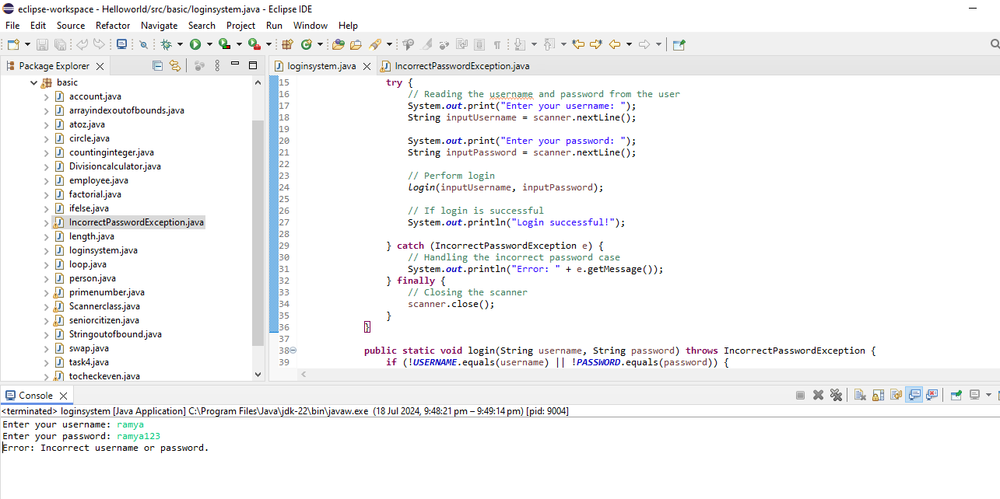 eclipse-workspace - Helloworld/src/basic/loginsystem.java - Eclipse IDE
File Edit Source Refactor Navigate Search Project Run Window Help
Package Explorer
basic
account.java
arrayindexoutofbounds.java
atoz.java
circle.java
countinginteger.java
Divisioncalculator.java
employee.java
factorial.java
ifelse.java
IncorrectPasswordException.java
length.java
loginsystem.java
loop.java
person.java
primenumber.java
Scannerclass.java
seniorcitizen.java
Stringoutofbound.java
swap.java
task4.java
tocheckeven.java
loginsystem.java IncorrectPasswordException.java
15 try {
16 // Reading the username and password from the user
17 System.out.print("Enter your username: ");
18 String inputUsername = scanner.nextLine();
19
20 System.out.print("Enter your password: ");
21 String inputPassword = scanner.nextLine();
22
23 // Perform login
24 login(inputUsername, inputPassword);
25
26 // If login is successful
27 System.out.println("Login successful!");
28
29 } catch (IncorrectPasswordException e) {
30 // Handling the incorrect password case
31 System.out.println("Error: " + e.getMessage());
32 } finally {
33 // Closing the scanner
34 scanner.close();
35 }
36 }
37
38 public static void login(String username, String password) throws IncorrectPasswordException {
39 if (!USERNAME.equals(username) || !PASSWORD.equals(password)) {
Console
<terminated> loginsystem [Java Application] C:\Program Files\Java\jdk-22\bin\javaw.exe (18 Jul 2024, 9:48:21 pm – 9:49:14 pm) [pid: 9004]
Enter your username: ramya
Enter your password: ramya123
Error: Incorrect username or password.